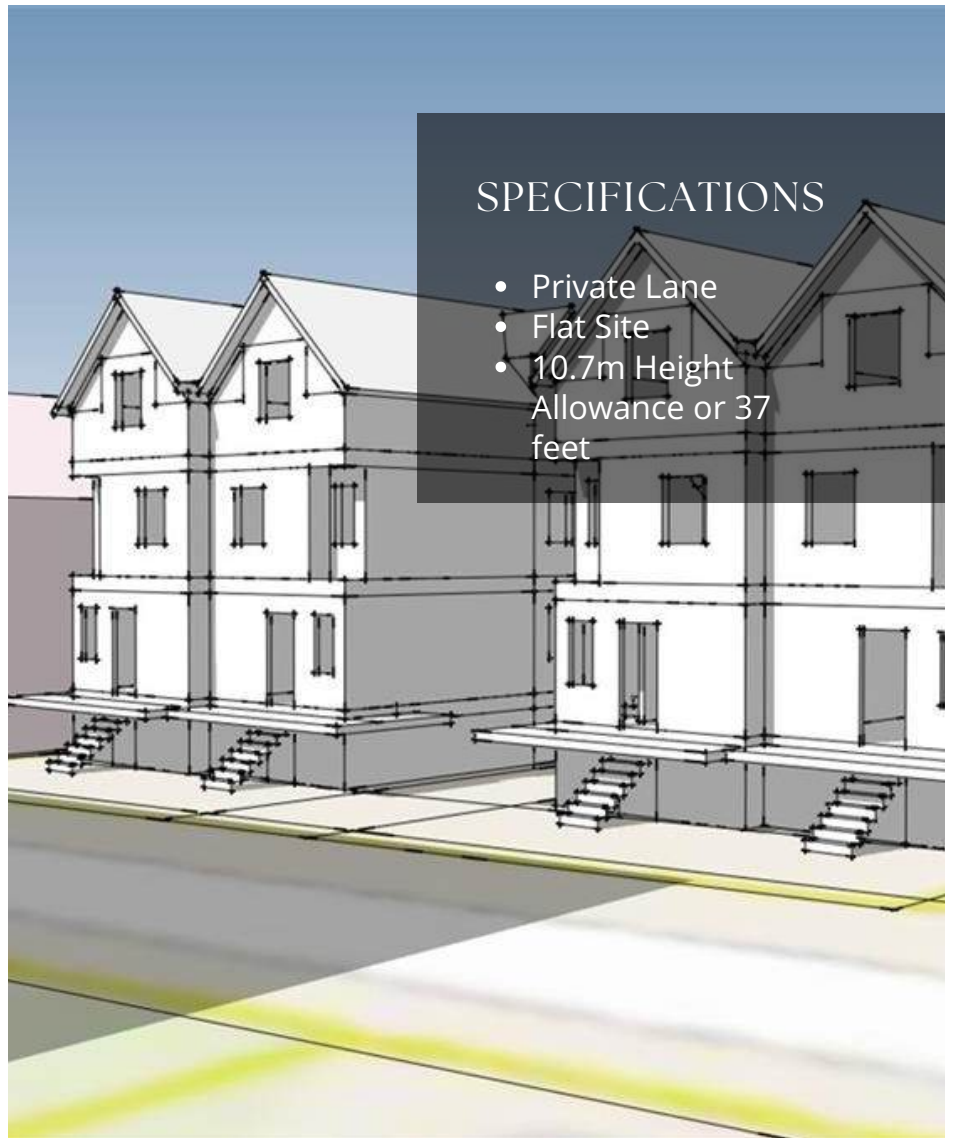 SPECIFICATIONS
• Private Lane
• Flat Site
• 10.7m Height
Allowance or 37
feet